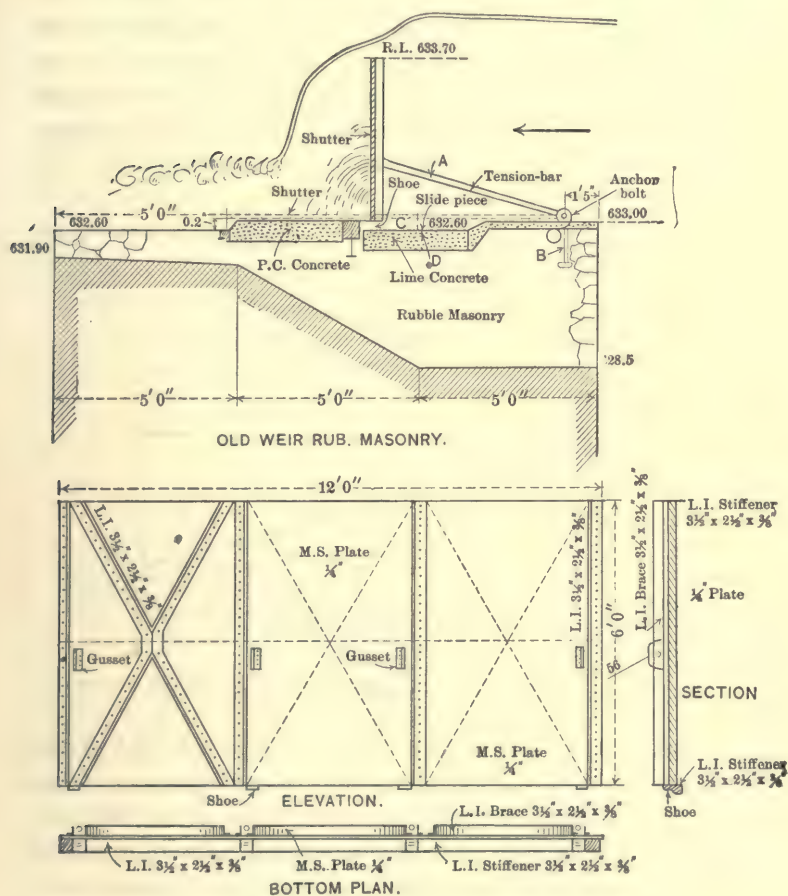 R.L. 633.70
Shutter
A
Tension-bar
Shoe
Slide piece
1'5"
Anchor bolt
Shutter
5'0"
632.60
0.2'
C
632.60
633.00
631.90
P.C. Concrete
D
Lime Concrete
B
Rubble Masonry
28.5
5'0"
5'0"
5'0"
OLD WEIR RUB. MASONRY.
12'0"
L.I. 3½" x 2½" x ⅜"
M.S. Plate
¼"
L.I. 3½" x 2½" x ⅜"
6'0"
L.I. Brace 3½" x 2½" x ⅜"
L.I. Stiffener
3½" x 2½" x ⅜"
¼" Plate
Gusset
Gusset
SECTION
M.S. Plate
¼"
L.I. Stiffener
3½" x 2½" x ⅜"
Shoe
Shoe
ELEVATION.
L.I. Brace 3½" x 2½" x ⅜"
L.I. 3½" x 2½" x ⅜"
M.S. Plate ¼"
L.I. Stiffener 3½" x 2½" x ⅜"
BOTTOM PLAN.